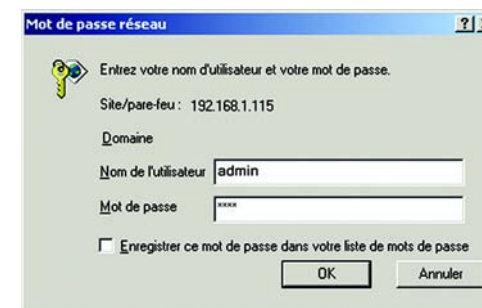 Mot de passe réseau
Entrez votre nom d'utilisateur et votre mot de passe.
Site/pare-feu : 192.168.1.115
Domaine
Nom de l'utilisateur admin
Mot de passe ××××
Enregistrer ce mot de passe dans votre liste de mots de passe
OK Annuler